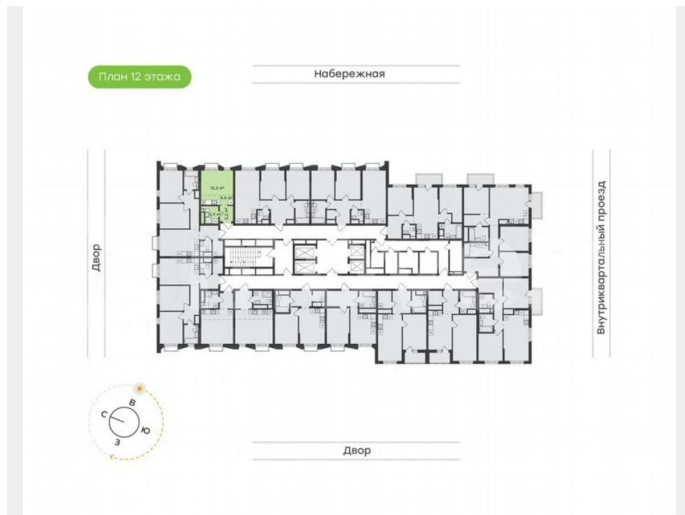 План 12 этажа
Набережная
Двор
Внутриквартальный проезд
В
С
Ю
З
Двор